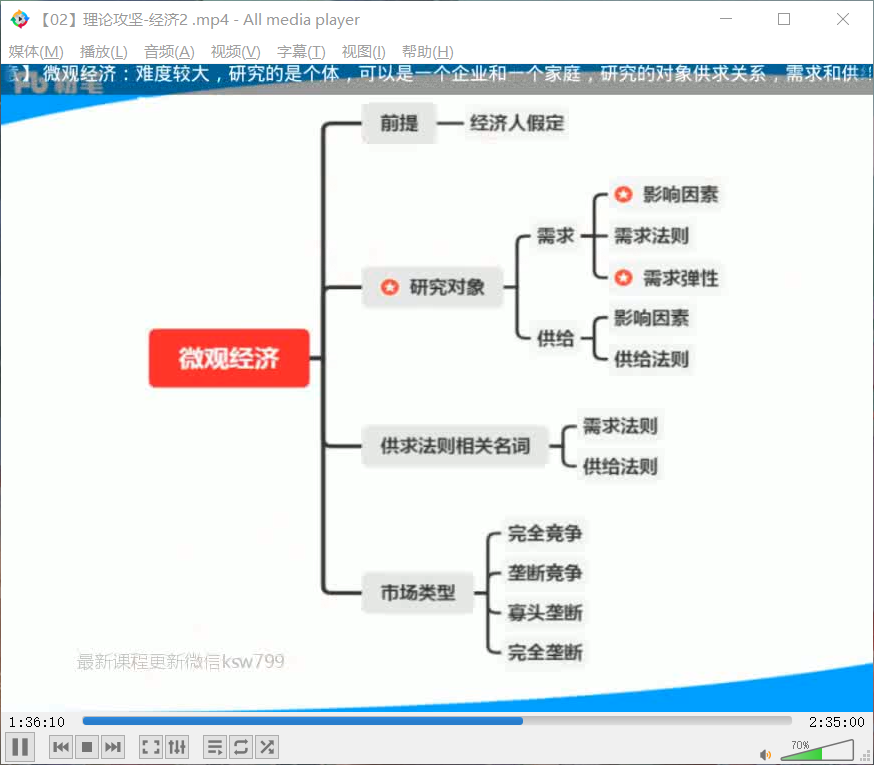 【02】理论攻坚-经济2 .mp4 - All media player
媒体(M) 播放(L) 音频(A) 视频(V) 字幕(T) 视图(I) 帮助(H)
】微观经济：难度较大，研究的是个体，可以是一个企业和一个家庭，研究的对象供求关系，需求和供
粉笔
前提
经济人假定
影响因素
需求
需求法则
需求弹性
研究对象
影响因素
供给
供给法则
微观经济
需求法则
供求法则相关名词
供给法则
完全竞争
垄断竞争
市场类型
寡头垄断
完全垄断
最新课程更新微信ksw799
1:36:10
2:35:00
70%